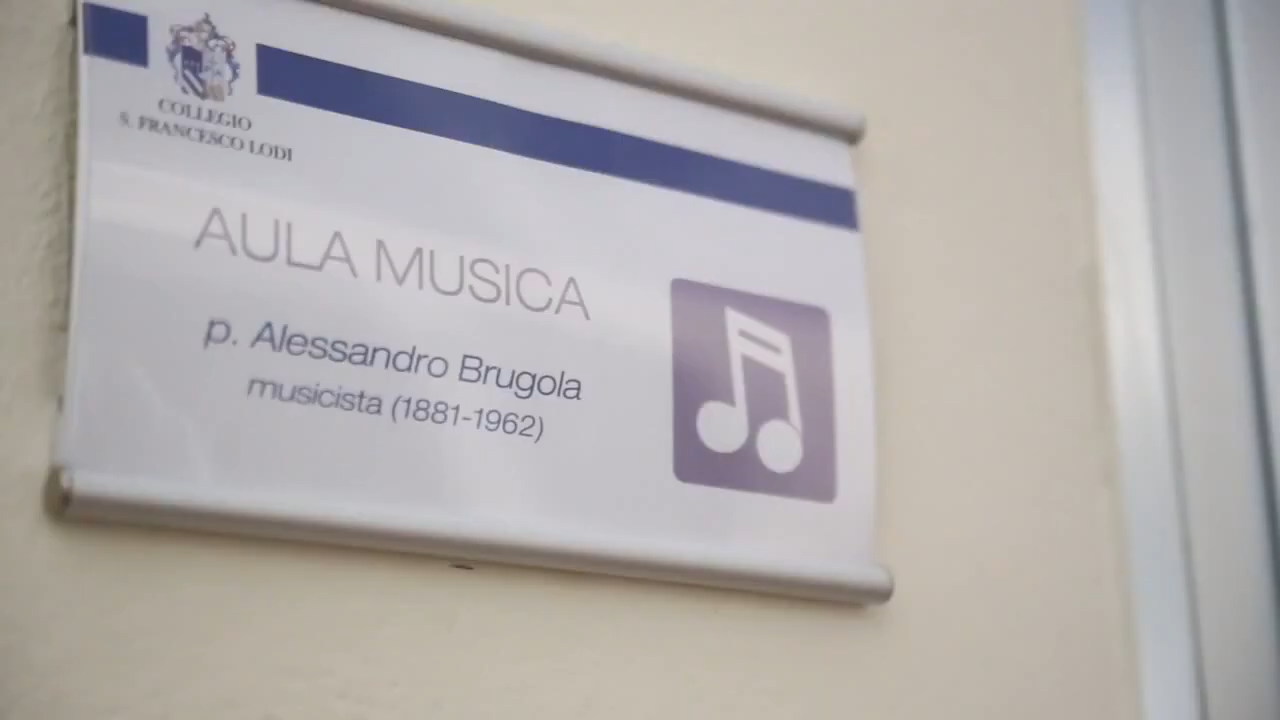 COLLEGIO
S. FRANCESCO LODI
AULA MUSICA
p. Alessandro Brugola
musicista (1881-1962)